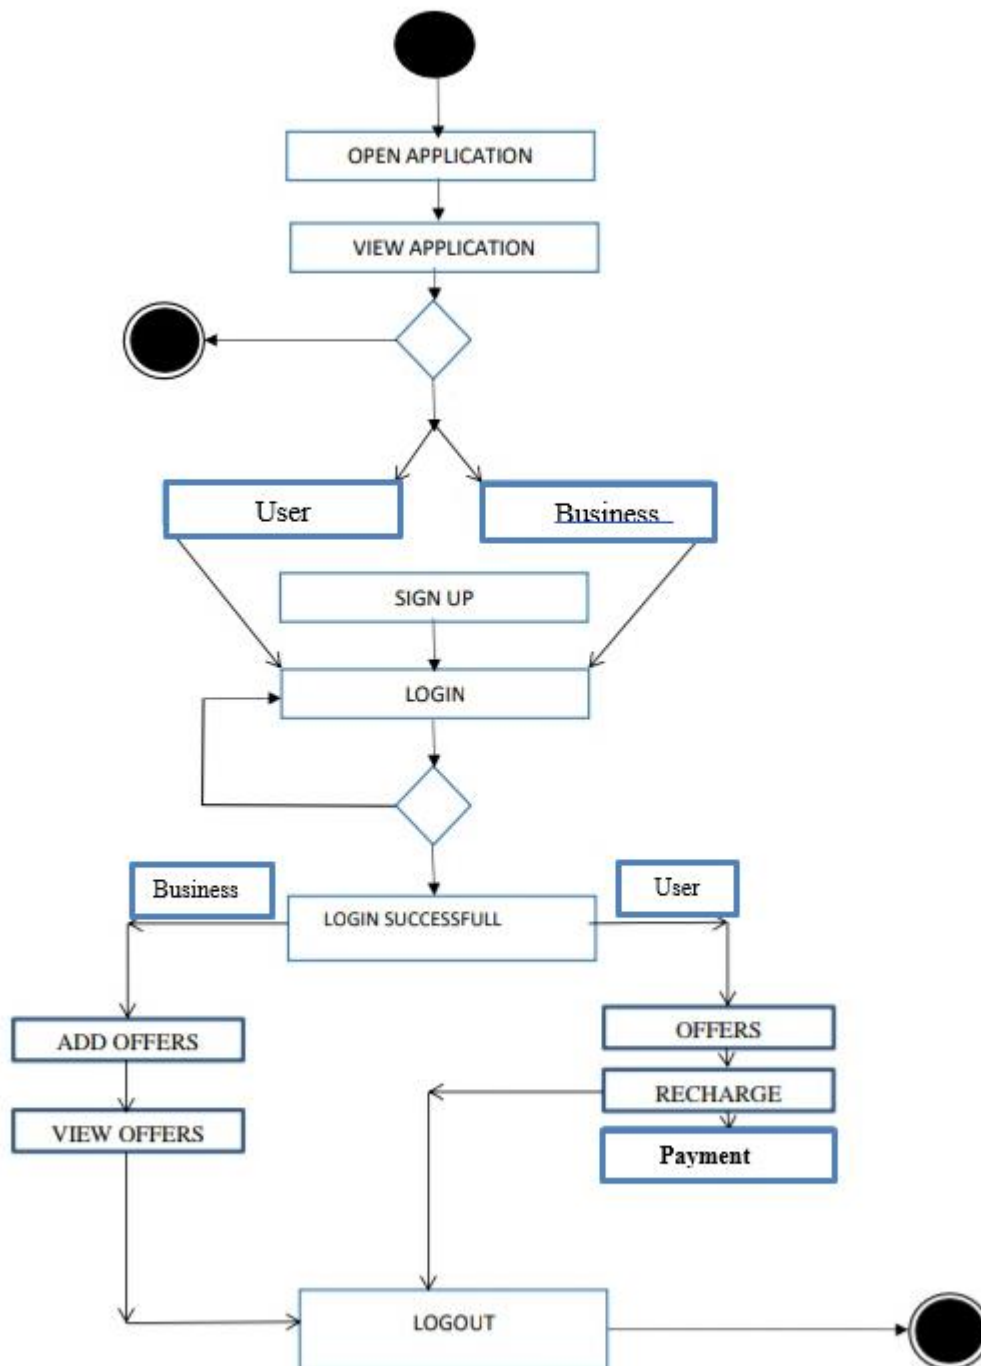 OPEN APPLICATION
VIEW APPLICATION
User
Business
SIGN UP
LOGIN
Business
User
LOGIN SUCCESSFULL
ADD OFFERS
OFFERS
RECHARGE
VIEW OFFERS
Payment
LOGOUT